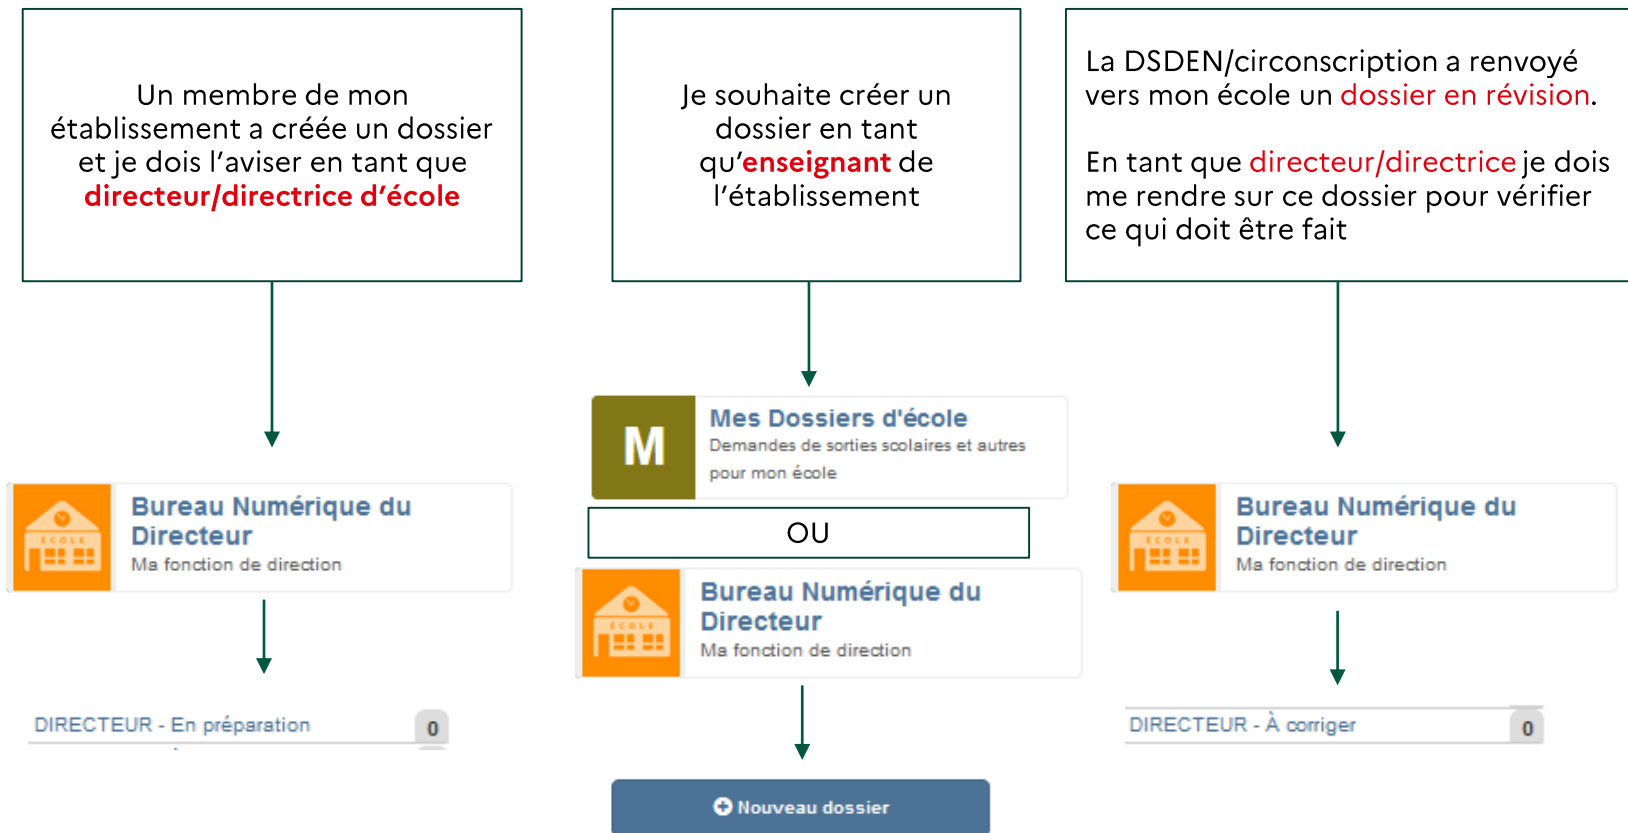 Un membre de mon
établissement a créée un dossier
et je dois l’aviser en tant que
directeur/directrice d’école
Je souhaite créer un
dossier en tant
qu’enseignant de
l’établissement
La DSDEN/circonscription a renvoyé
vers mon école un dossier en révision.
En tant que directeur/directrice je dois
me rendre sur ce dossier pour vérifier
ce qui doit être fait
ECOLE
Bureau Numérique du
Directeur
Ma fonction de direction
DIRECTEUR - En préparation 0
M
Mes Dossiers d'école
Demandes de sorties scolaires et autres
pour mon école
OU
ECOLE
Bureau Numérique du
Directeur
Ma fonction de direction
Nouveau dossier
ECOLE
Bureau Numérique du
Directeur
Ma fonction de direction
DIRECTEUR - À corriger 0